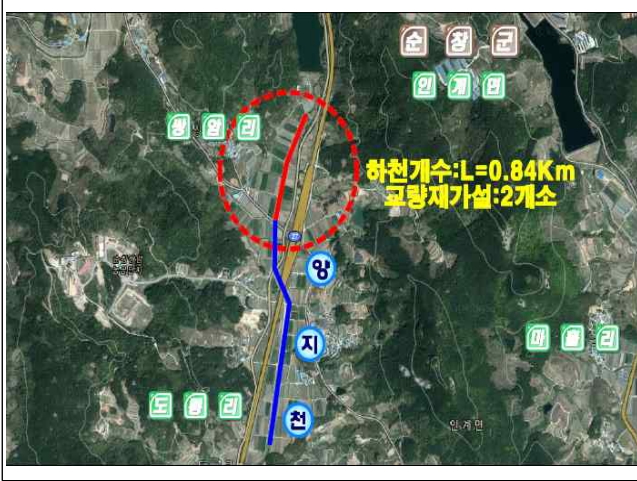 순 창 군
인 계 면
쌍 암 리
하천개수:L=0.84Km
교량재가설:2개소
양
지
천
마 흘 리
도 룡 리
인계면